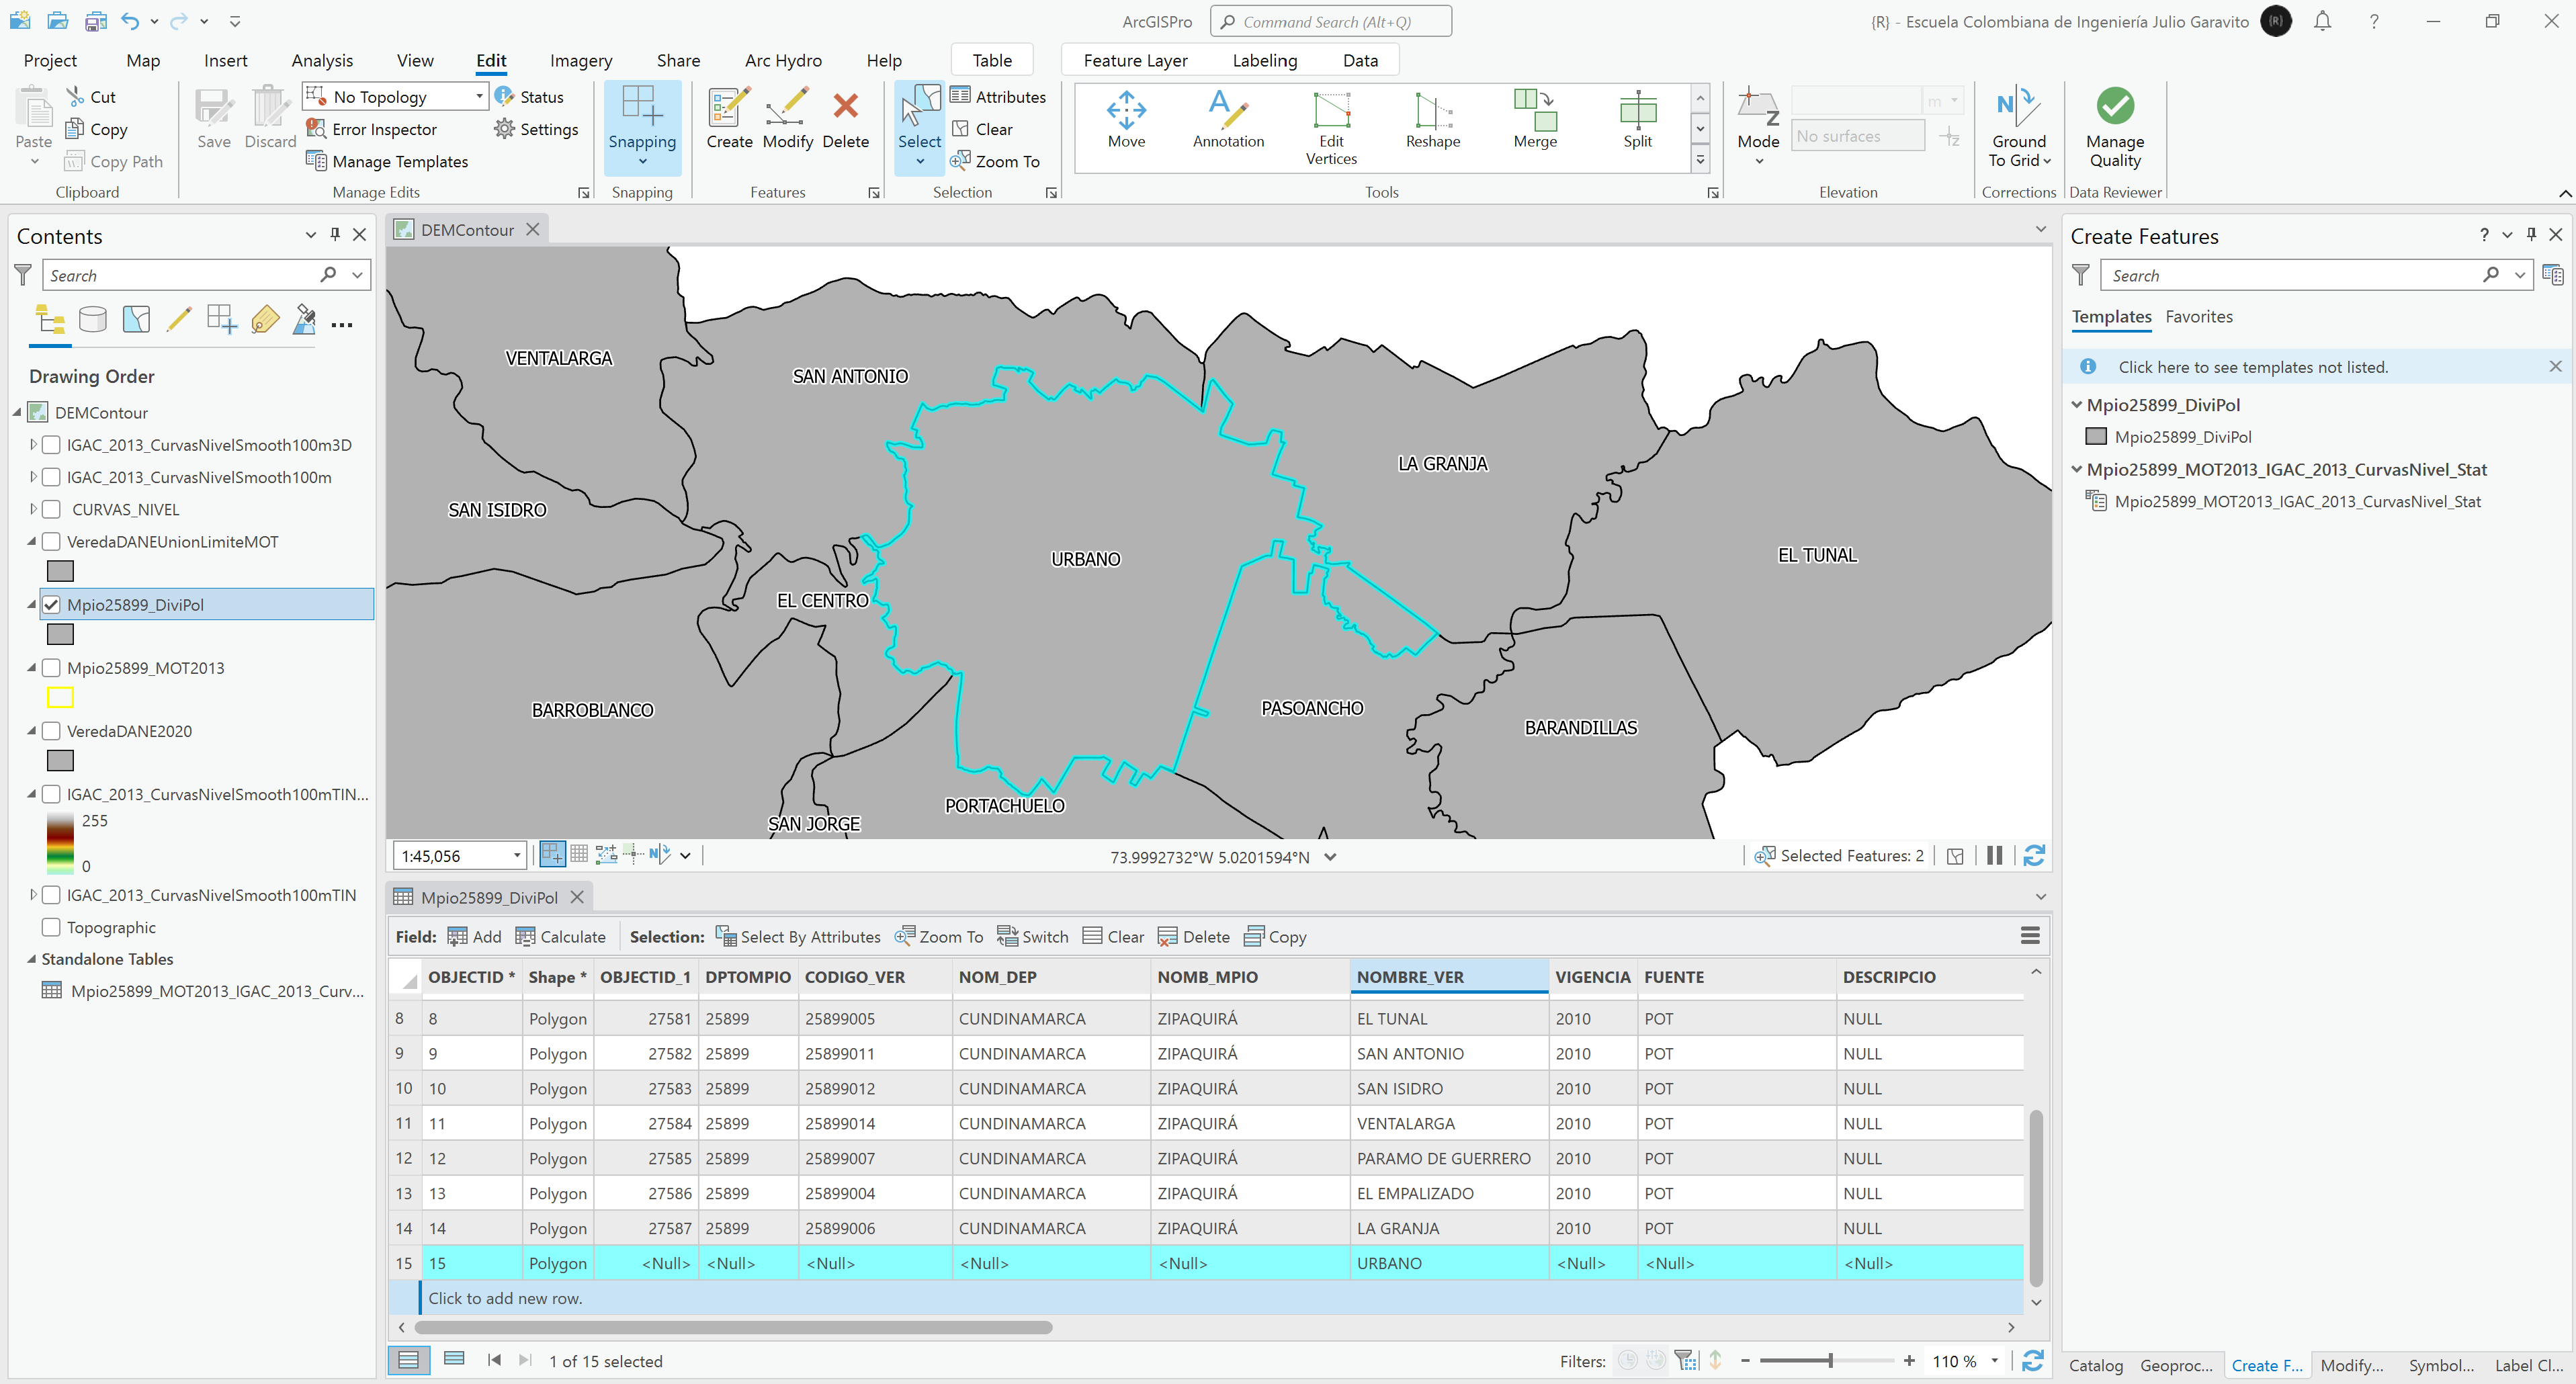 ArcGISPro
Command Search (Alt+Q)
{R} - Escuela Colombiana de Ingeniería Julio Garavito
{R}
?
Project Map Insert Analysis View Edit Imagery Share Arc Hydro Help Table Feature Layer Labeling Data
Paste
Cut
Copy
Copy Path
Clipboard
Save
Discard
No Topology
Error Inspector
Manage Templates
Status
Settings
Manage Edits
Snapping
Snapping
Create
Modify
Delete
Features
Select
Attributes
Clear
Zoom To
Selection
Move
Annotation
Edit
Vertices
Reshape
Merge
Split
Tools
Mode
m
No surfaces
Elevation
Ground
To Grid
Corrections
Manage
Quality
Data Reviewer
Contents
Search
Drawing Order
DEMContour
IGAC_2013_CurvasNivelSmooth100m3D
IGAC_2013_CurvasNivelSmooth100m
CURVAS_NIVEL
VeredaDANEUnionLimiteMOT
Mpio25899_DiviPol
Mpio25899_MOT2013
VeredaDANE2020
IGAC_2013_CurvasNivelSmooth100mTIN...
255
0
IGAC_2013_CurvasNivelSmooth100mTIN
Topographic
Standalone Tables
Mpio25899_MOT2013_IGAC_2013_Curv...
DEMContour
VENTALARGA
SAN ANTONIO
LA GRANJA
SAN ISIDRO
URBANO
EL TUNAL
EL CENTRO
BARROBLANCO
PASOANCHO
BARANDILLAS
PORTACHUELO
SAN JORGE
1:45,056
73.9992732°W 5.0201594°N
Selected Features: 2
Mpio25899_DiviPol
Field: Add Calculate Selection: Select By Attributes Zoom To Switch Clear Delete Copy
OBJECTID * Shape * OBJECTID_1 DPTOMPIO CODIGO_VER NOM_DEP NOMB_MPIO NOMBRE_VER VIGENCIA FUENTE DESCRIPCIO
8 8 Polygon 27581 25899 25899005 CUNDINAMARCA ZIPAQUIRÁ EL TUNAL 2010 POT NULL
9 9 Polygon 27582 25899 25899011 CUNDINAMARCA ZIPAQUIRÁ SAN ANTONIO 2010 POT NULL
10 10 Polygon 27583 25899 25899012 CUNDINAMARCA ZIPAQUIRÁ SAN ISIDRO 2010 POT NULL
11 11 Polygon 27584 25899 25899014 CUNDINAMARCA ZIPAQUIRÁ VENTALARGA 2010 POT NULL
12 12 Polygon 27585 25899 25899007 CUNDINAMARCA ZIPAQUIRÁ PARAMO DE GUERRERO 2010 POT NULL
13 13 Polygon 27586 25899 25899004 CUNDINAMARCA ZIPAQUIRÁ EL EMPALIZADO 2010 POT NULL
14 14 Polygon 27587 25899 25899006 CUNDINAMARCA ZIPAQUIRÁ LA GRANJA 2010 POT NULL
15 15 Polygon <Null> <Null> <Null> <Null> <Null> URBANO <Null> <Null> <Null>
Click to add new row.
1 of 15 selected
Filters:
110 %
Create Features
?
Search
Templates Favorites
Click here to see templates not listed.
Mpio25899_DiviPol
Mpio25899_DiviPol
Mpio25899_MOT2013_IGAC_2013_CurvasNivel_Stat
Mpio25899_MOT2013_IGAC_2013_CurvasNivel_Stat
Catalog Geoproc... Create F... Modify... Symbol... Label Cl...